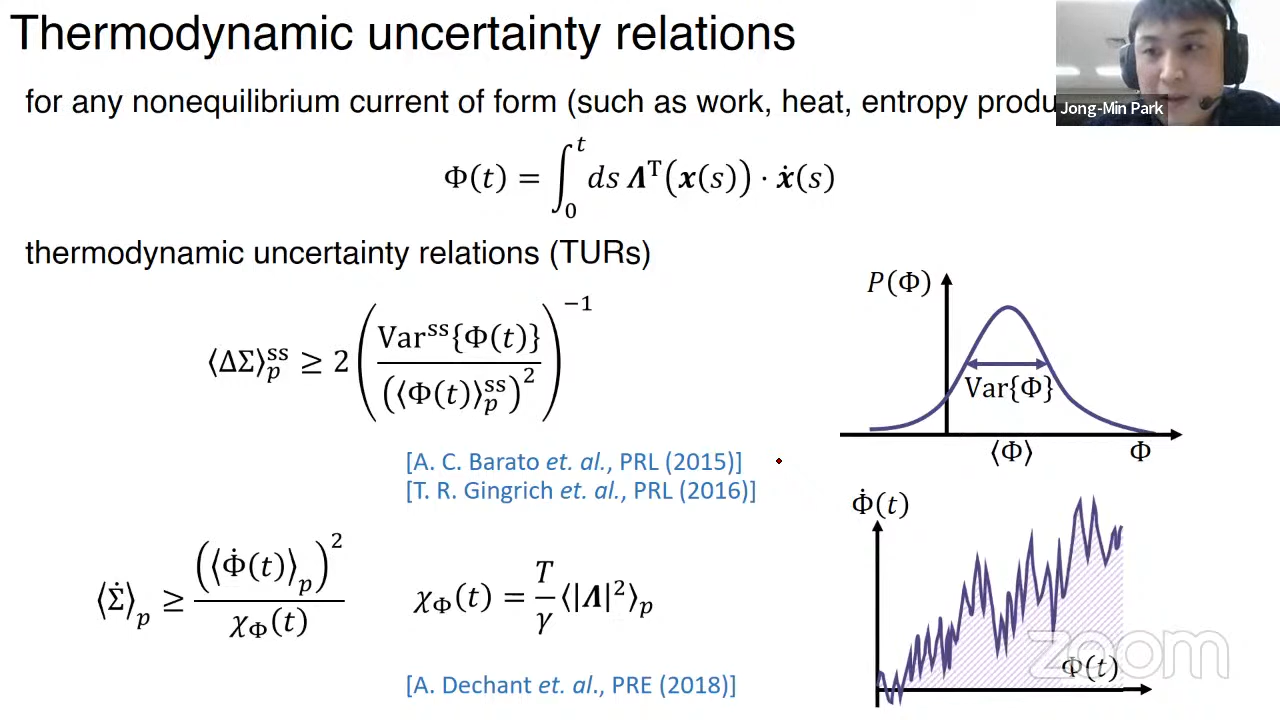 Thermodynamic uncertainty relations
for any nonequilibrium current of form (such as work, heat, entropy produ
Jong-Min Park
Φ(t) = ∫₀ᵗ ds Λᵀ(x(s)) · ẋ(s)
thermodynamic uncertainty relations (TURs)
⟨ΔΣ⟩ₚˢˢ ≥ 2 (Varˢˢ{Φ(t)} / (⟨Φ(t)⟩ₚˢˢ)²)⁻¹
P(Φ)
Var{Φ}
⟨Φ⟩
Φ
[A. C. Barato et. al., PRL (2015)]
[T. R. Gingrich et. al., PRL (2016)]
Φ̇(t)
⟨Σ̇⟩ₚ ≥ (⟨Φ̇(t)⟩ₚ)² / χ_Φ(t)
χ_Φ(t) = T/γ ⟨|Λ|²⟩ₚ
Φ(t)
zoom
[A. Dechant et. al., PRE (2018)]